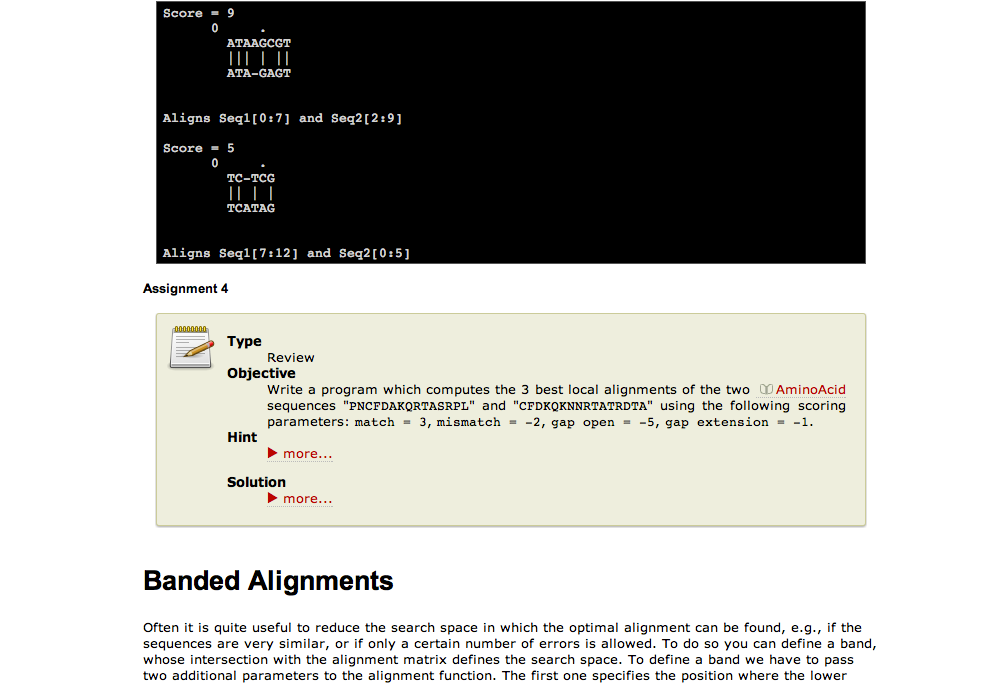 Score = 9
0 .
ATAAGCGT
||| | ||
ATA-GAGT
Aligns Seq1[0:7] and Seq2[2:9]
Score = 5
0 .
TC-TCG
|| | |
TCATAG
Aligns Seq1[7:12] and Seq2[0:5]
Assignment 4
Type
Review
Objective
Write a program which computes the 3 best local alignments of the two AminoAcid
sequences "PNCFDAKQRTASRPL" and "CFDKQKNNRTATRDTA" using the following scoring
parameters: match = 3, mismatch = -2, gap open = -5, gap extension = -1.
Hint
more...
Solution
more...
Banded Alignments
Often it is quite useful to reduce the search space in which the optimal alignment can be found, e.g., if the
sequences are very similar, or if only a certain number of errors is allowed. To do so you can define a band,
whose intersection with the alignment matrix defines the search space. To define a band we have to pass
two additional parameters to the alignment function. The first one specifies the position where the lower